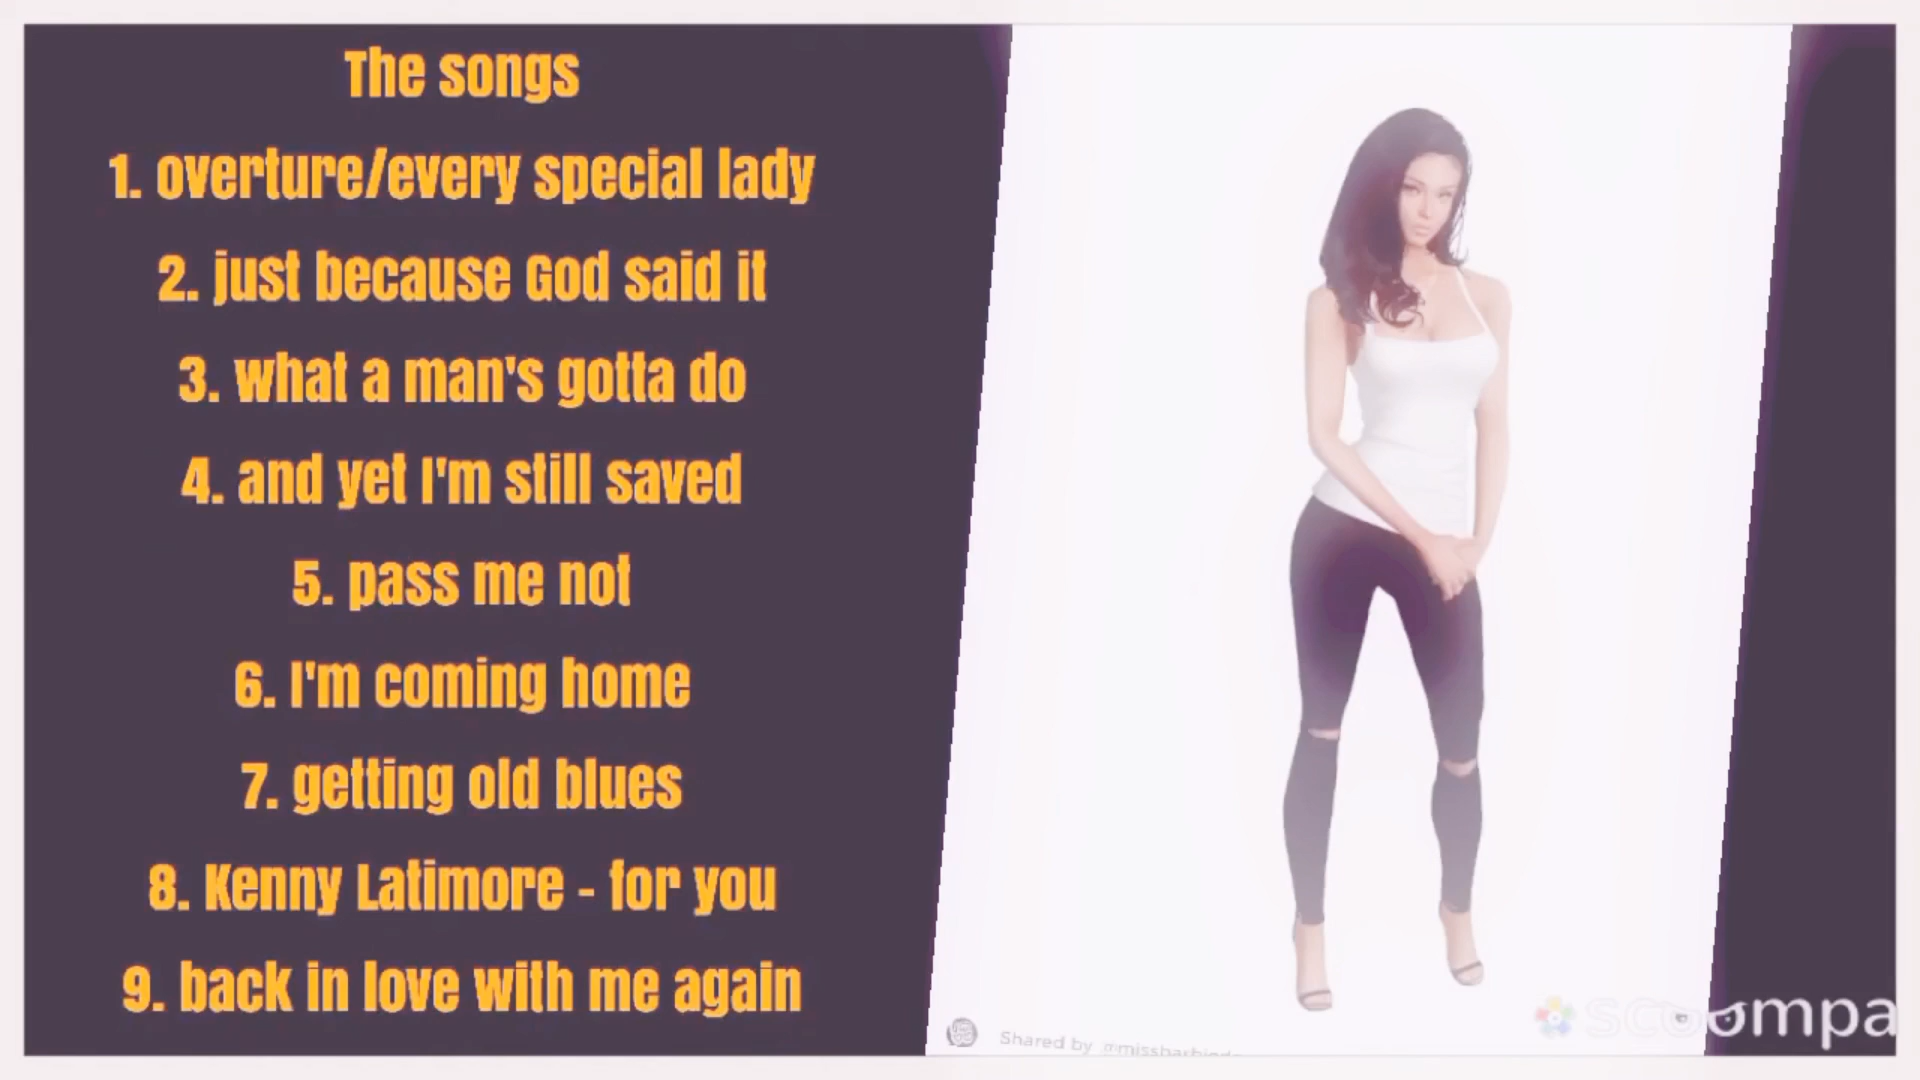 The songs
1. overture/every special lady
2. just because God said it
3. what a man's gotta do
4. and yet I'm still saved
5. pass me not
6. I'm coming home
7. getting old blues
8. Kenny Latimore - for you
9. back in love with me again
Shared by
scoompa